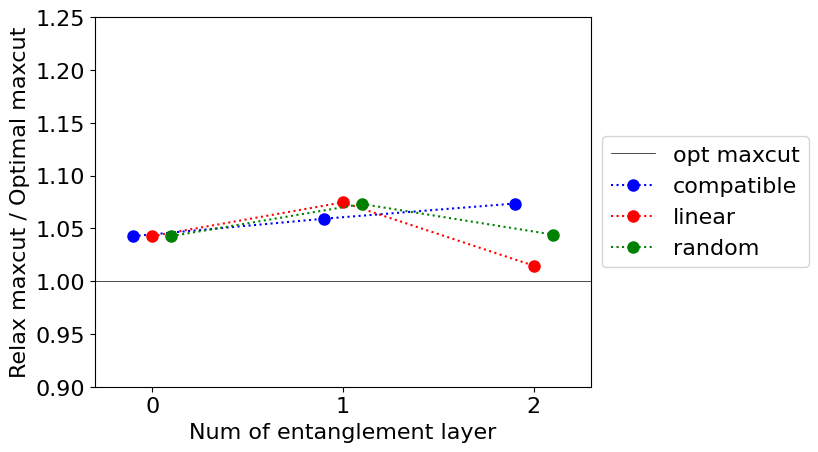 Relax maxcut / Optimal maxcut
1.25
1.20
1.15
1.10
1.05
1.00
0.95
0.90
0
1
2
Num of entanglement layer
opt maxcut
compatible
linear
random